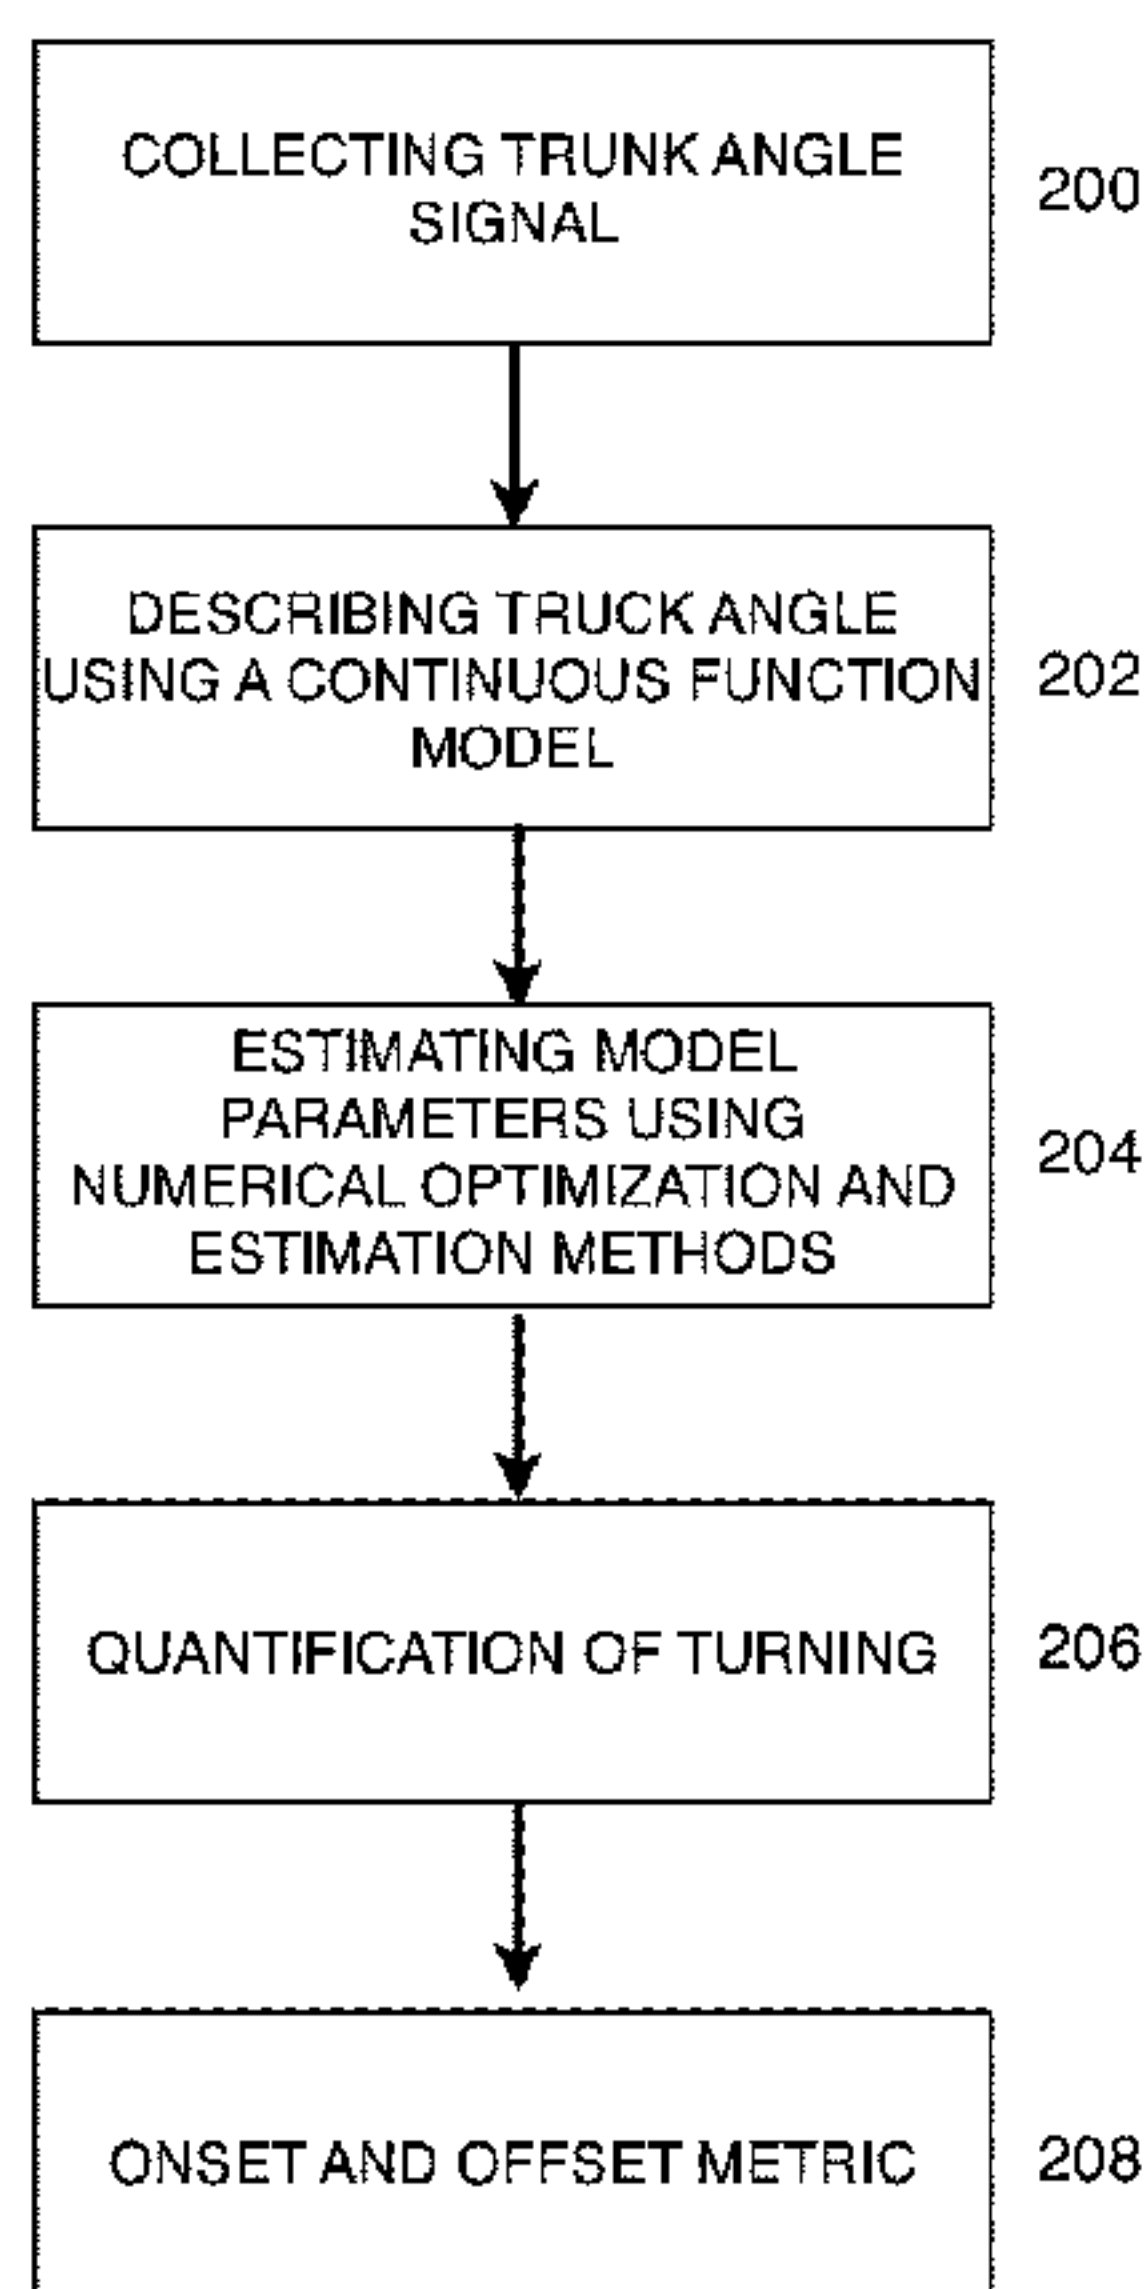 COLLECTING TRUNK ANGLE
SIGNAL
200
DESCRIBING TRUCK ANGLE
USING A CONTINUOUS FUNCTION
MODEL
202
ESTIMATING MODEL
PARAMETERS USING
NUMERICAL OPTIMIZATION AND
ESTIMATION METHODS
204
QUANTIFICATION OF TURNING
206
ONSET AND OFFSET METRIC
208